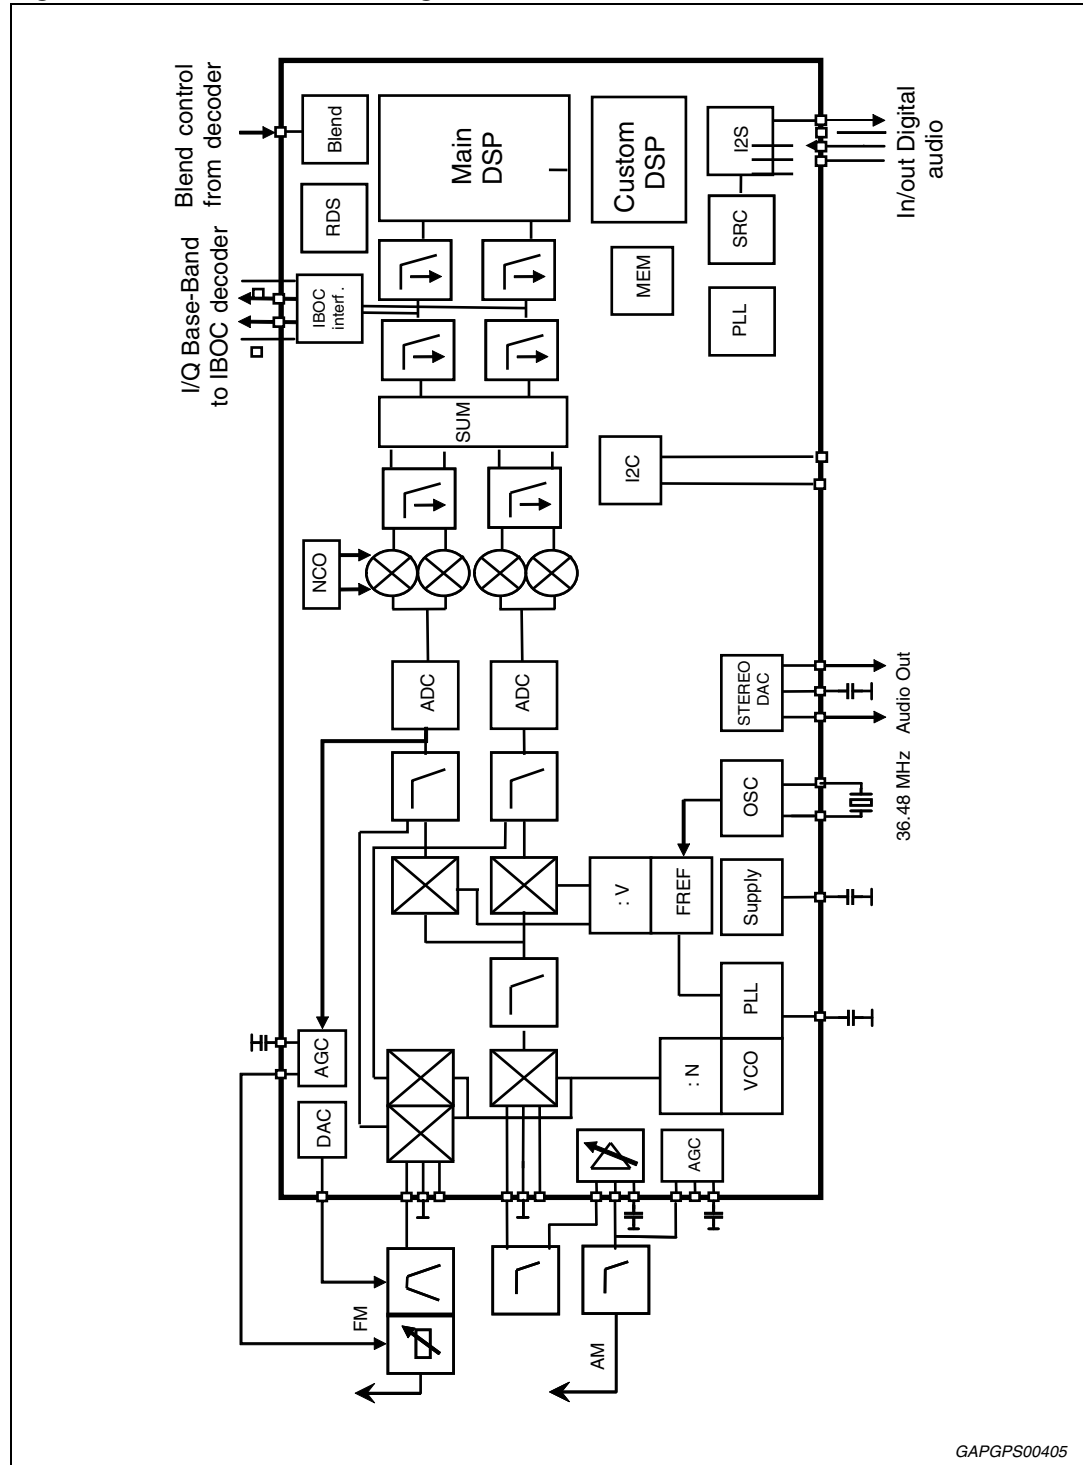 Blend control
from decoder
I/Q Base-Band
to IBOC decoder
Blend
RDS
IBOC
interf.
Main
DSP
Custom
DSP
I2S
SRC
MEM
PLL
In/out Digital
audio
SUM
I2C
NCO
ADC
ADC
STEREO
DAC
Audio Out
OSC
36.48 MHz
: V
FREF
Supply
PLL
VCO
: N
AGC
DAC
AGC
FM
AM
GAPGPS00405